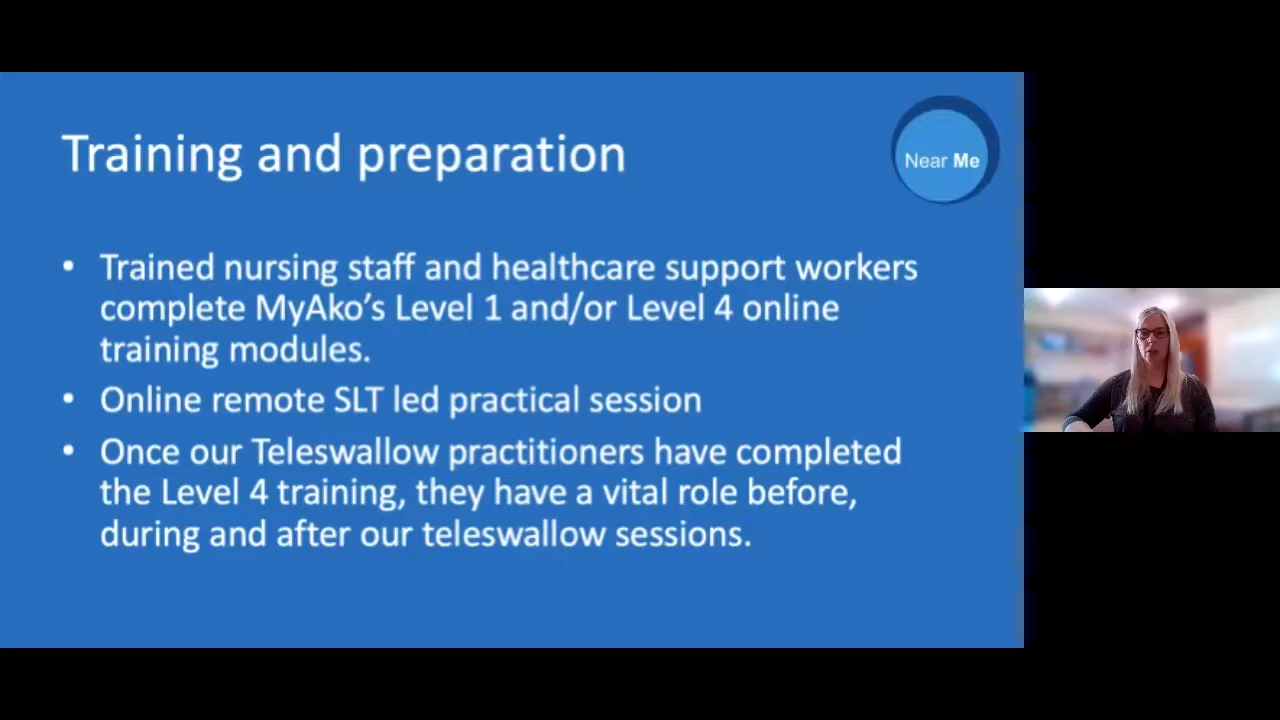 Training and preparation
Near Me
• Trained nursing staff and healthcare support workers
complete MyAko’s Level 1 and/or Level 4 online
training modules.
• Online remote SLT led practical session
• Once our Teleswallow practitioners have completed
the Level 4 training, they have a vital role before,
during and after our teleswallow sessions.